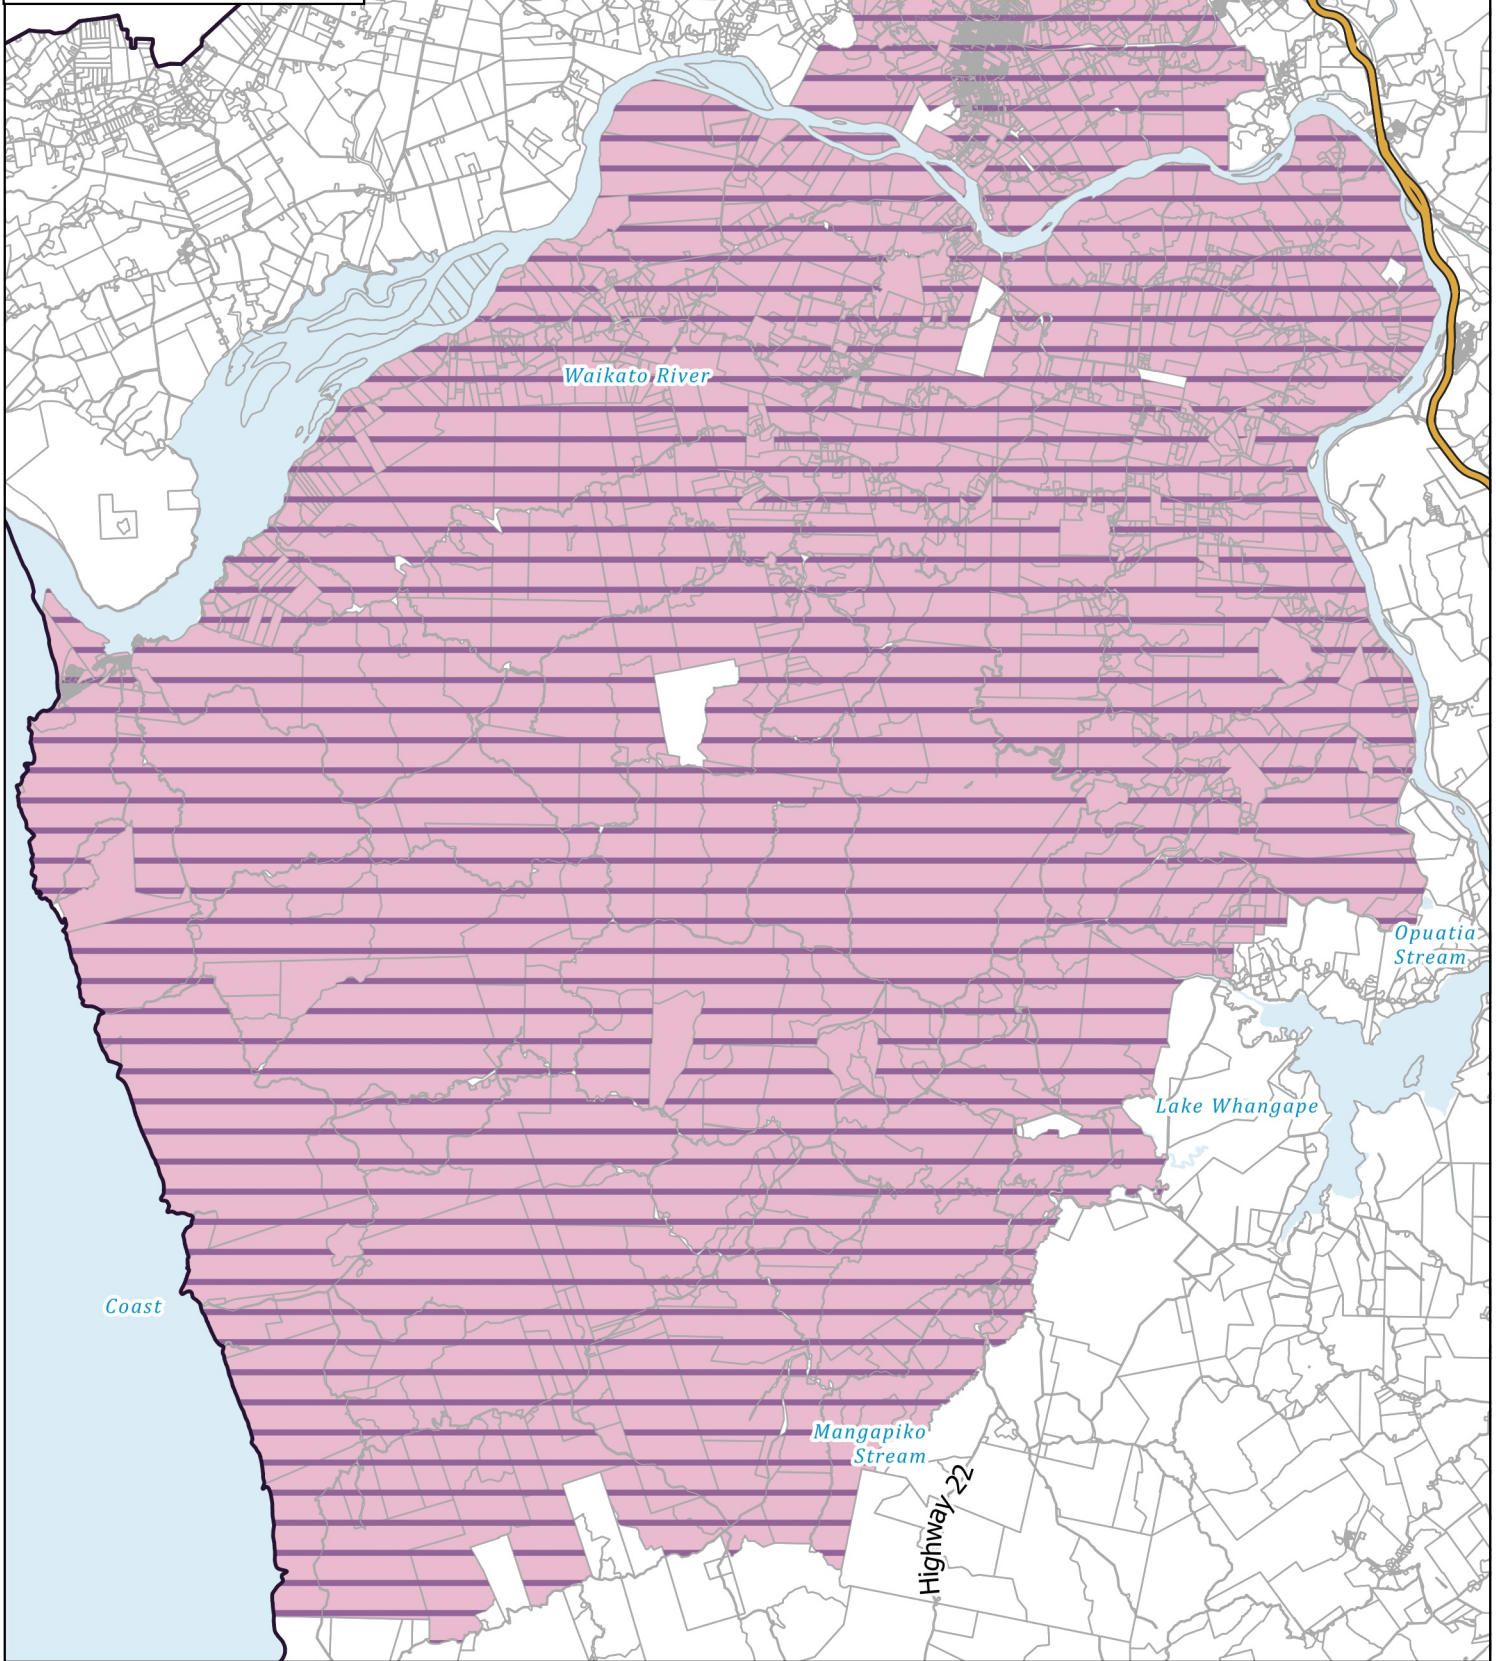 Waikato River
Opuatia
Stream
Lake Whangape
Coast
Mangapiko
Stream
Highway 22